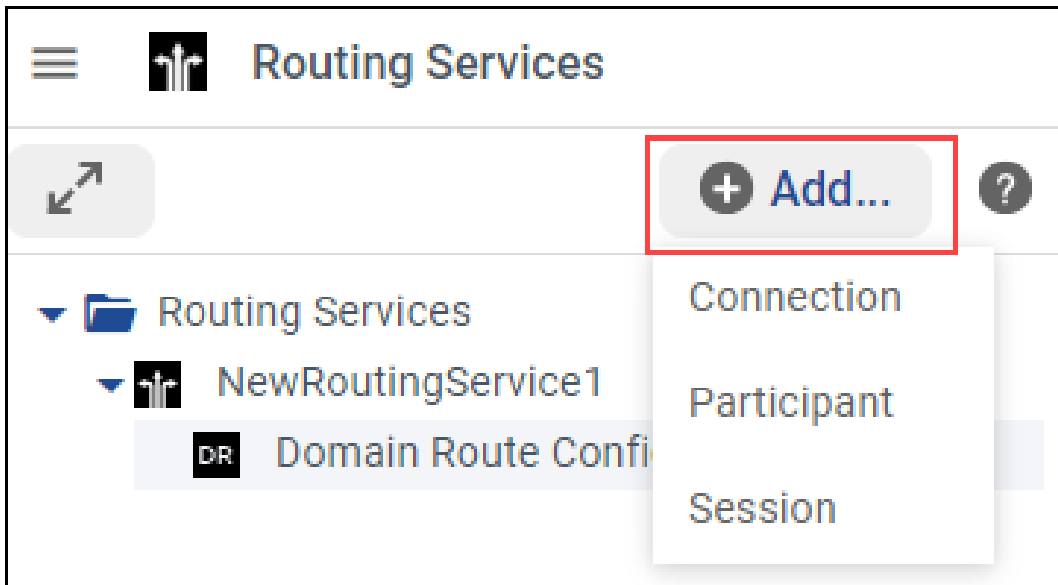 Routing Services
Add...
?
Connection
Routing Services
NewRoutingService1
Participant
DR Domain Route Confi
Session